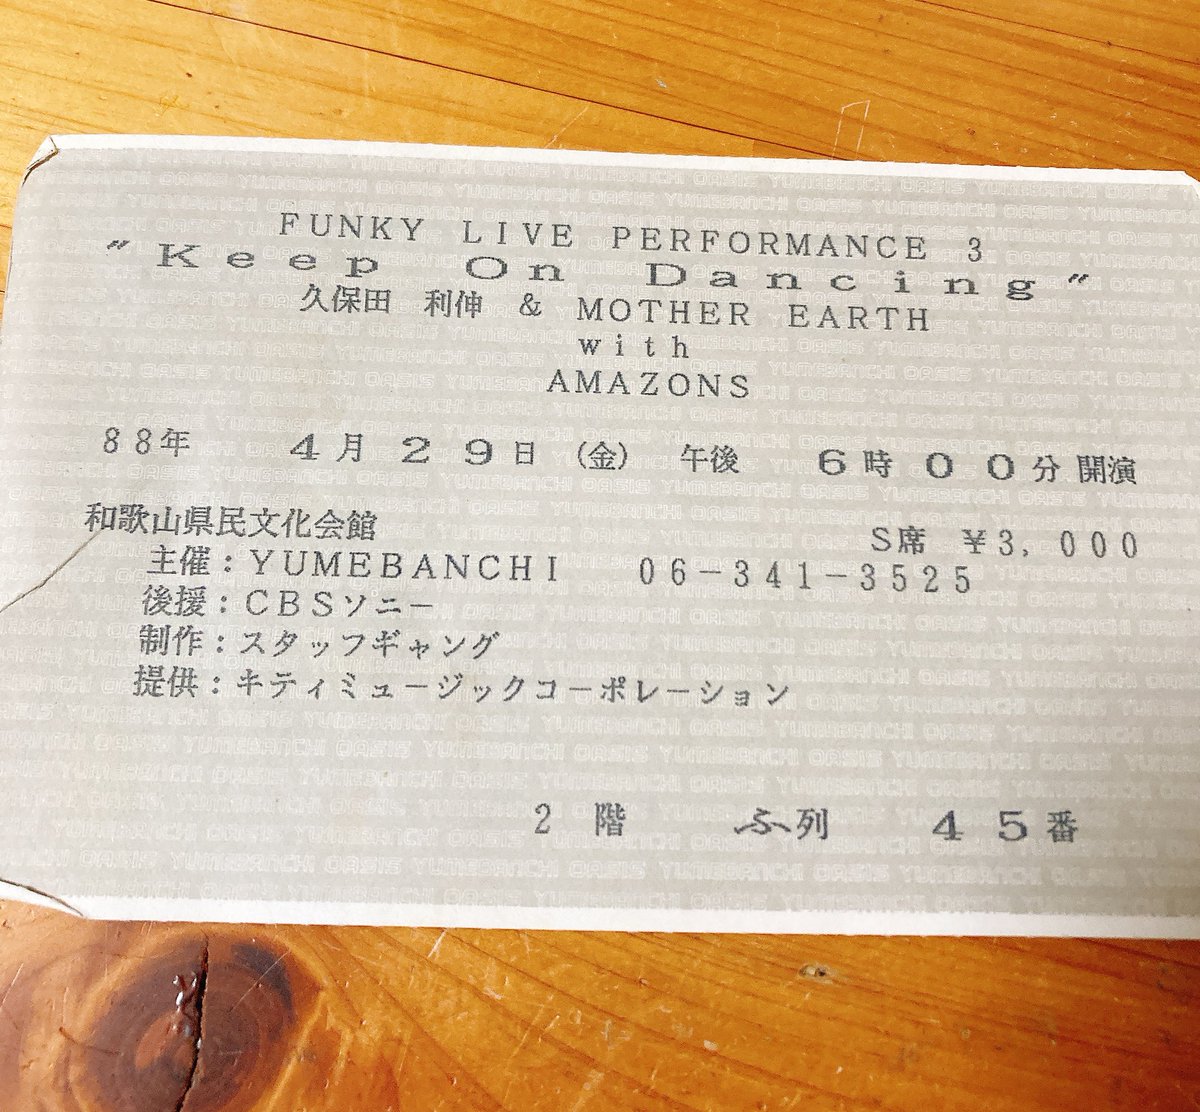 FUNKY LIVE PERFORMANCE 3
"Keep On Dancing"
久保田 利伸 & MOTHER EARTH
with
AMAZONS
88年 4月29日 (金) 午後 6時00分 開演
和歌山県民文化会館
S席 ¥3,000
主催:YUMEBANCHI 06-341-3525
後援:CBSソニー
制作:スタッフギャング
提供:キティミュージックコーポレーション
2 階 ふ列 45番